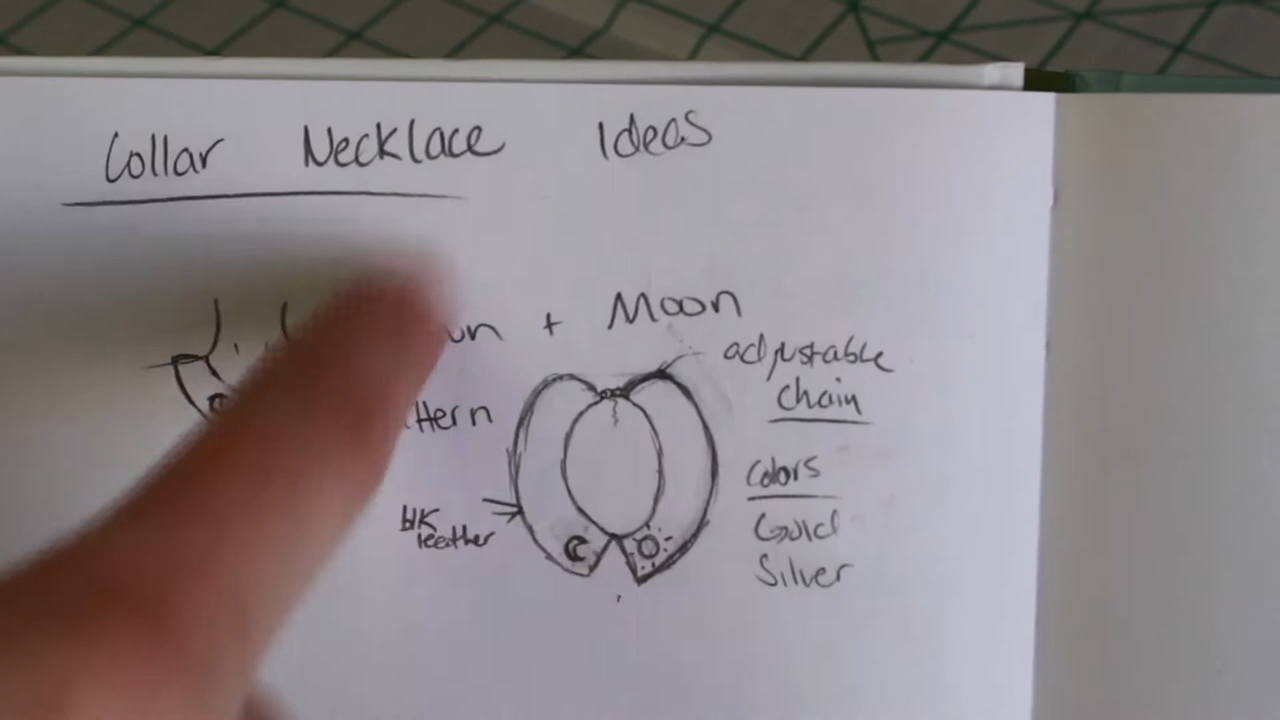 Collar Necklace Ideas
+ Moon
adjustable
chain
Colors
blk
leather
Gold
Silver